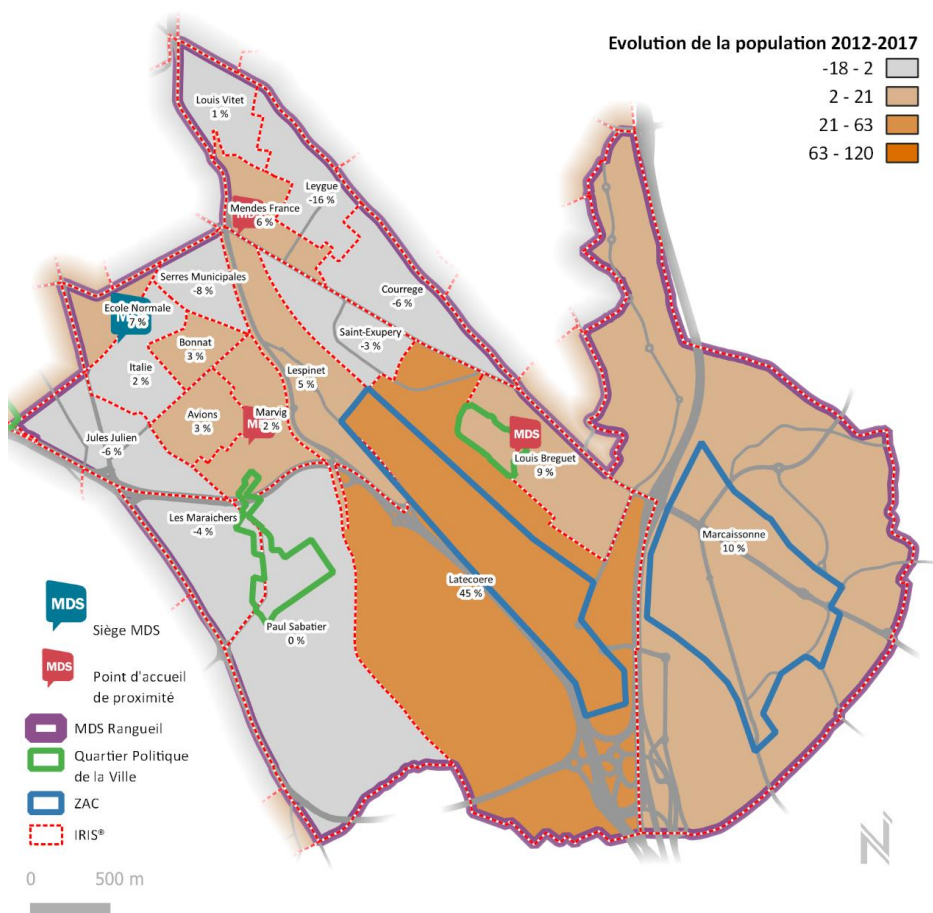 Evolution de la population 2012-2017
-18 - 2
2 - 21
21 - 63
63 - 120
Louis Vitet
1 %
Leygue
-16 %
Mendes France
6 %
Serres Municipales
-8 %
Courrege
-6 %
Ecole Normale
7 %
Saint-Exupery
-3 %
Bonnat
3 %
Italie
2 %
Lespinet
5 %
Avions
3 %
Marvig
2 %
MDS
Jules Julien
-6 %
Louis Breguet
9 %
Les Maraichers
-4 %
Marcaissonne
10 %
Latecoere
45 %
Paul Sabatier
0 %
MDS
Siège MDS
MDS
Point d'accueil
de proximité
MDS Rangueil
Quartier Politique
de la Ville
ZAC
IRIS®
N
0 500 m